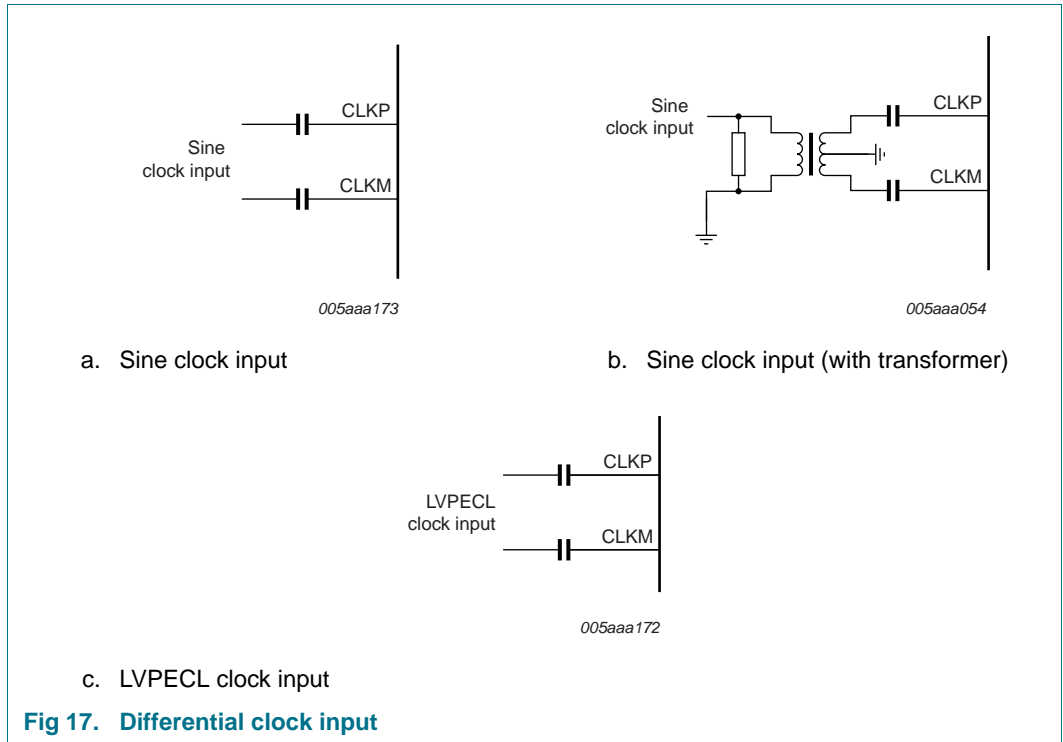 CLKP
Sine
clock input
CLKM
005aaa173
a. Sine clock input
Sine
clock input
CLKP
CLKM
005aaa054
b. Sine clock input (with transformer)
CLKP
LVPECL
clock input
CLKM
005aaa172
c. LVPECL clock input
Fig 17. Differential clock input